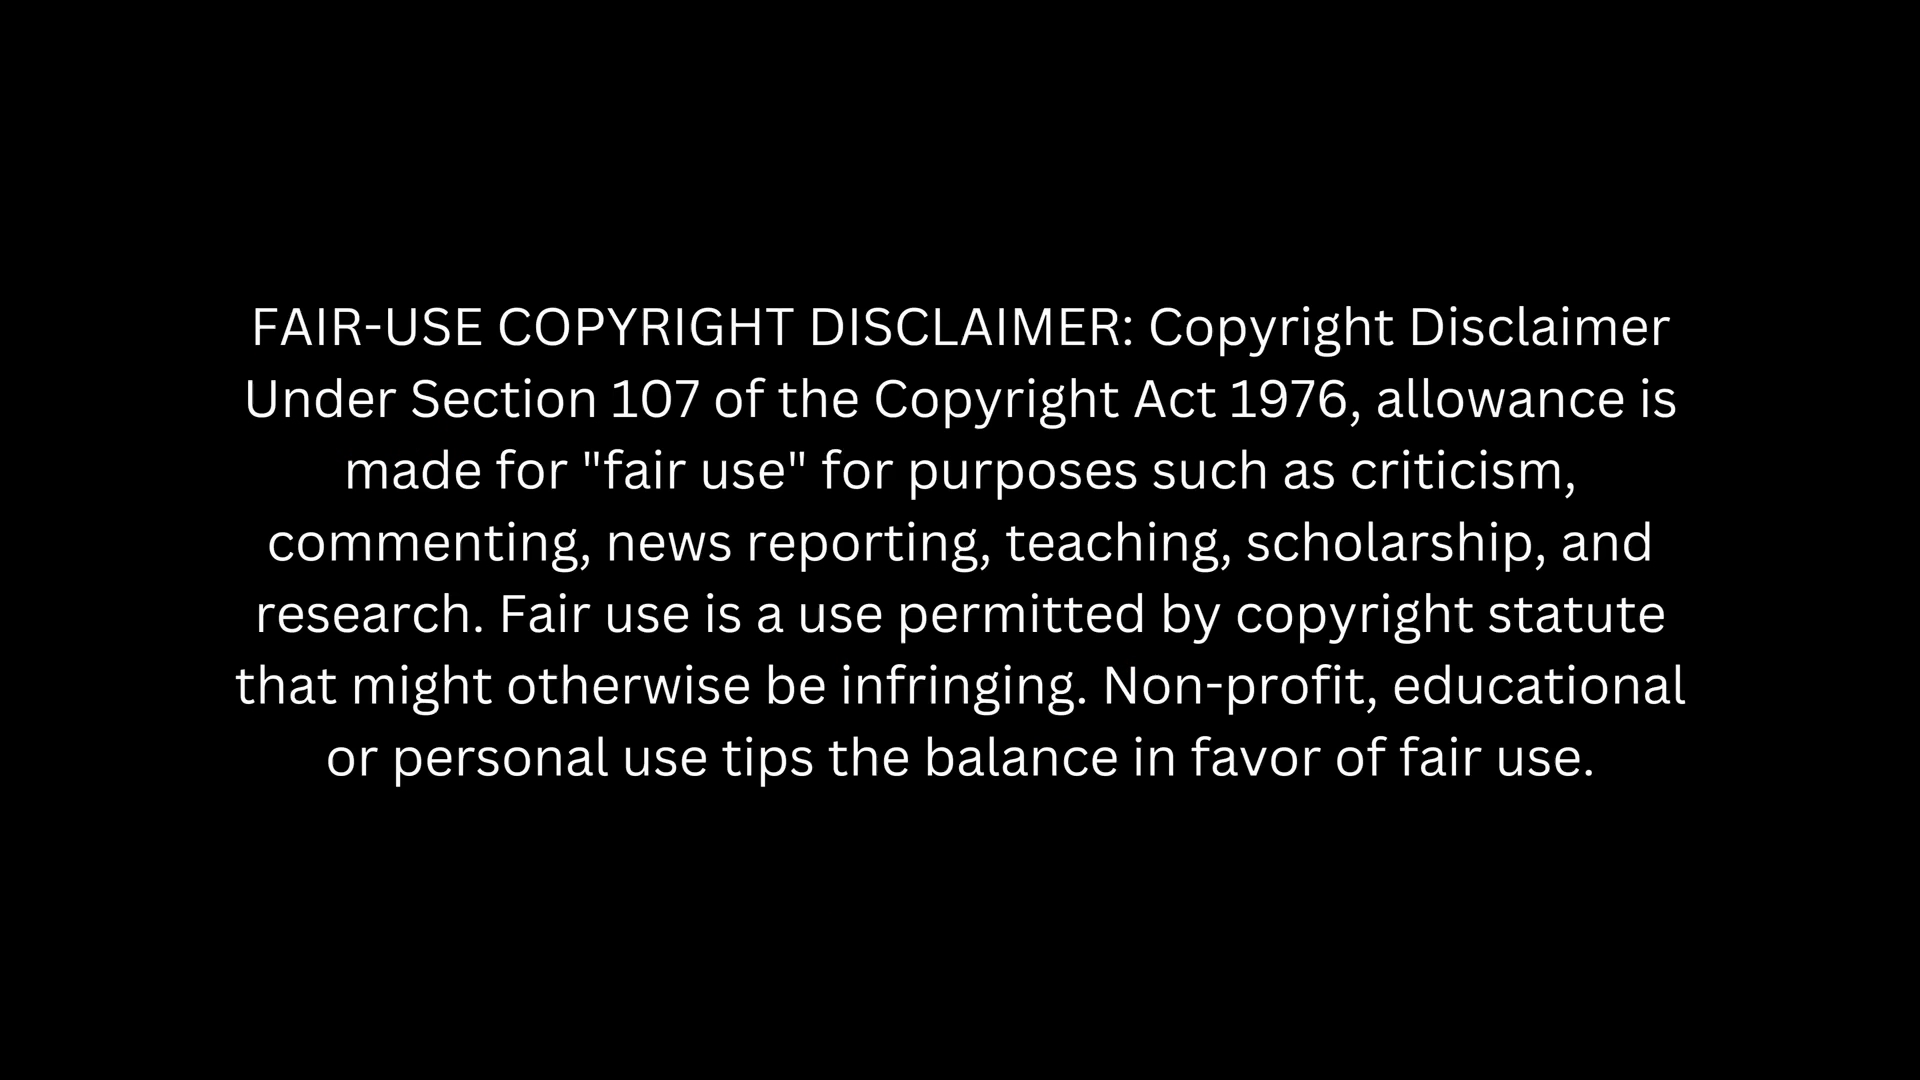 FAIR-USE COPYRIGHT DISCLAIMER: Copyright Disclaimer
Under Section 107 of the Copyright Act 1976, allowance is
made for "fair use" for purposes such as criticism,
commenting, news reporting, teaching, scholarship, and
research. Fair use is a use permitted by copyright statute
that might otherwise be infringing. Non-profit, educational
or personal use tips the balance in favor of fair use.